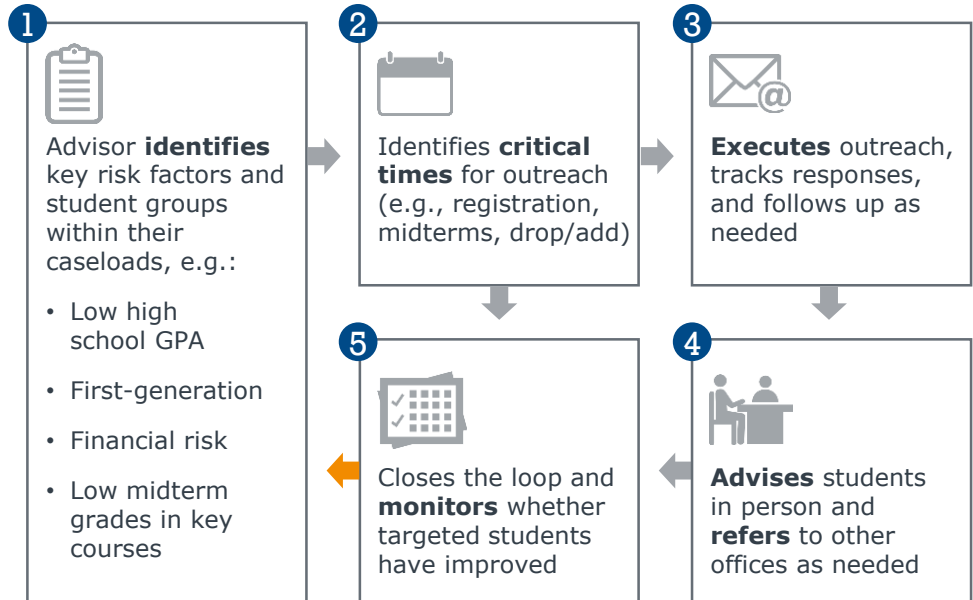 1
Advisor identifies
key risk factors and
student groups
within their
caseloads, e.g.:
• Low high
school GPA
• First-generation
• Financial risk
• Low midterm
grades in key
courses
2
Identifies critical
times for outreach
(e.g., registration,
midterms, drop/add)
3
@
Executes outreach,
tracks responses,
and follows up as
needed
4
Advises students
in person and
refers to other
offices as needed
5
Closes the loop and
monitors whether
targeted students
have improved